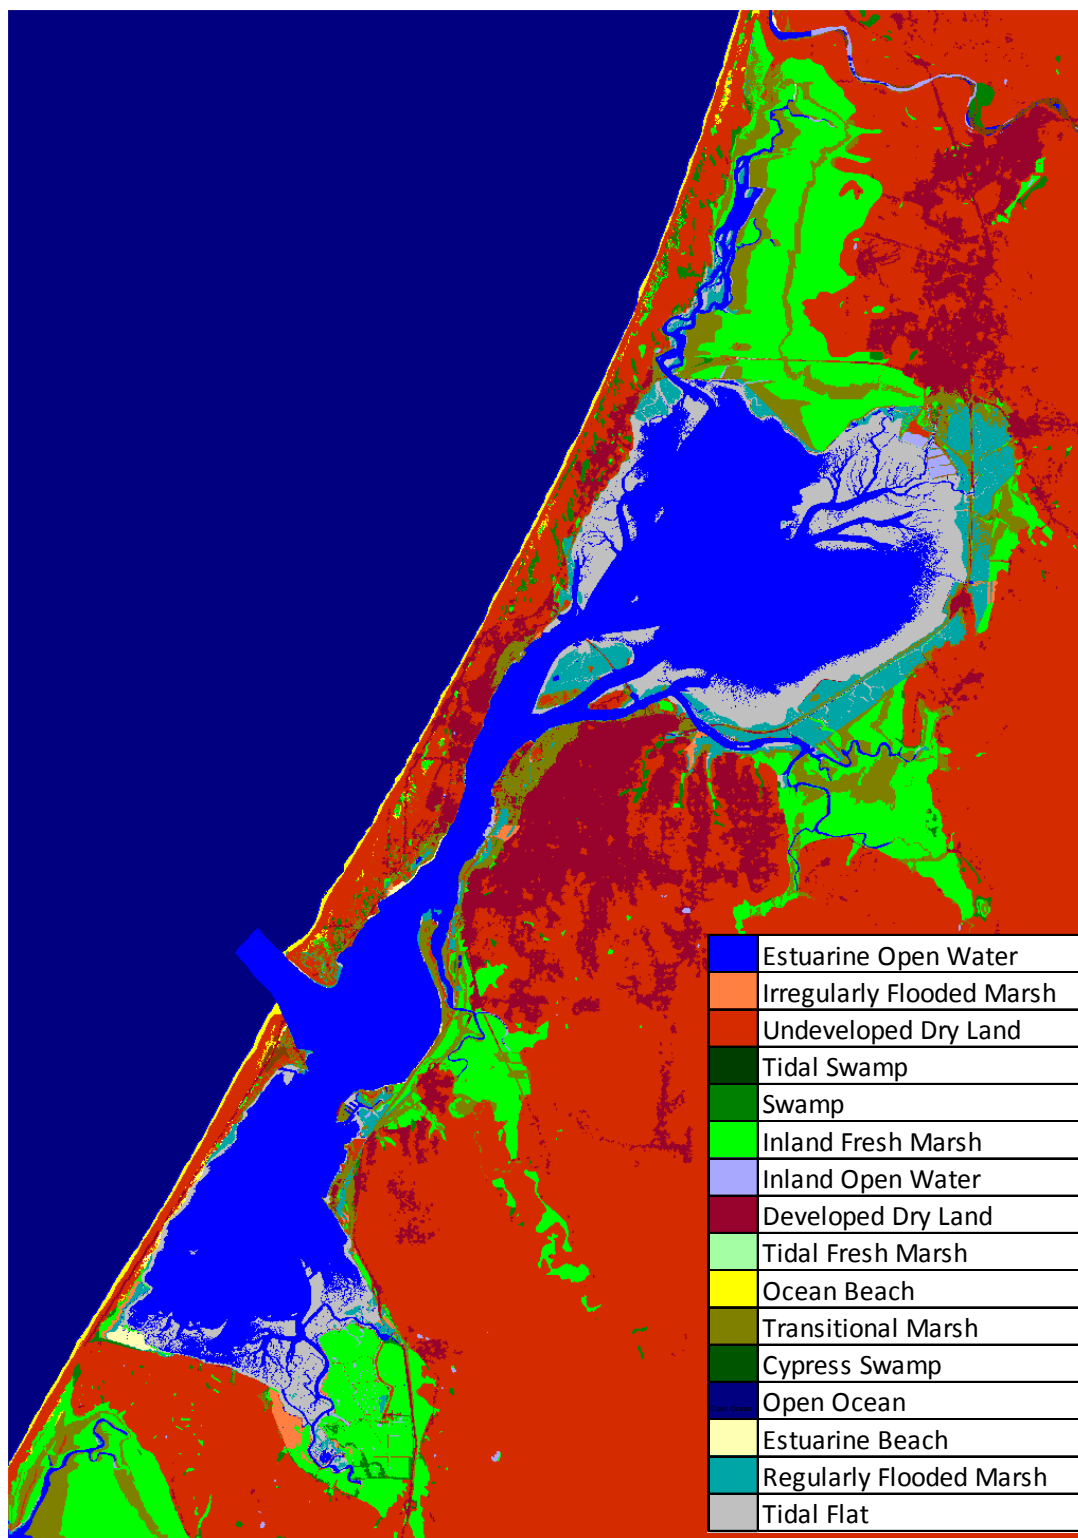 Estuarine Open Water
Irregularly Flooded Marsh
Undeveloped Dry Land
Tidal Swamp
Swamp
Inland Fresh Marsh
Inland Open Water
Developed Dry Land
Tidal Fresh Marsh
Ocean Beach
Transitional Marsh
Cypress Swamp
Open Ocean
Estuarine Beach
Regularly Flooded Marsh
Tidal Flat